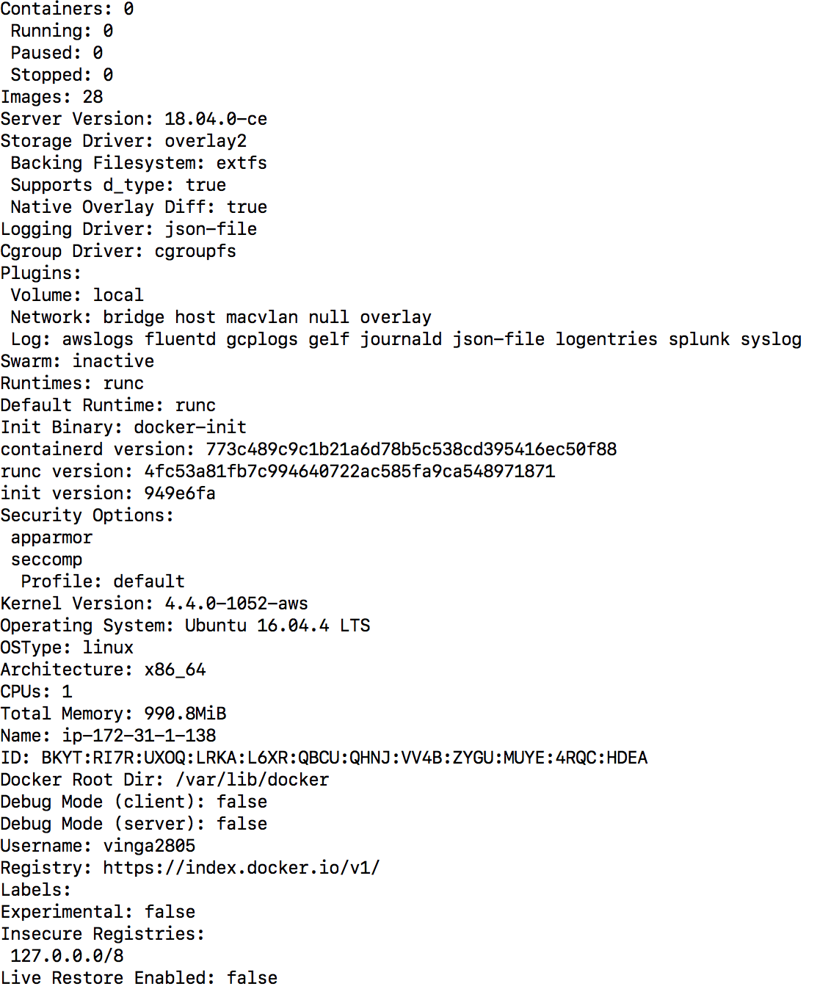 Containers: 0
 Running: 0
 Paused: 0
 Stopped: 0
Images: 28
Server Version: 18.04.0-ce
Storage Driver: overlay2
 Backing Filesystem: extfs
 Supports d_type: true
 Native Overlay Diff: true
Logging Driver: json-file
Cgroup Driver: cgroupfs
Plugins:
 Volume: local
 Network: bridge host macvlan null overlay
 Log: awslogs fluentd gcplogs gelf journald json-file logentries splunk syslog
Swarm: inactive
Runtimes: runc
Default Runtime: runc
Init Binary: docker-init
containerd version: 773c489c9c1b21a6d78b5c538cd395416ec50f88
runc version: 4fc53a81fb7c994640722ac585fa9ca548971871
init version: 949e6fa
Security Options:
 apparmor
 seccomp
  Profile: default
Kernel Version: 4.4.0-1052-aws
Operating System: Ubuntu 16.04.4 LTS
OSType: linux
Architecture: x86_64
CPUs: 1
Total Memory: 990.8MiB
Name: ip-172-31-1-138
ID: BKYT:RI7R:UXOQ:LRKA:L6XR:QBCU:QHNJ:VV4B:ZYGU:MUYE:4RQC:HDEA
Docker Root Dir: /var/lib/docker
Debug Mode (client): false
Debug Mode (server): false
Username: vinga2805
Registry: https://index.docker.io/v1/
Labels:
Experimental: false
Insecure Registries:
 127.0.0.0/8
Live Restore Enabled: false